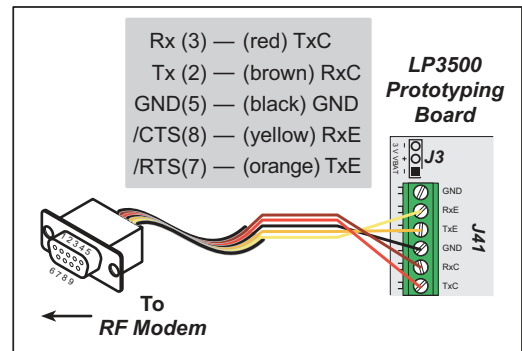 Rx (3) — (red) TxC
Tx (2) — (brown) RxC
GND(5) — (black) GND
/CTS(8) — (yellow) RxE
/RTS(7) — (orange) TxE
LP3500
Prototyping
Board
J3
3 V VBAT
- +
GND
RxE
TxE
GND
RxC
TxC
J41
1 2 3 4 5
6 7 8 9
To
RF Modem